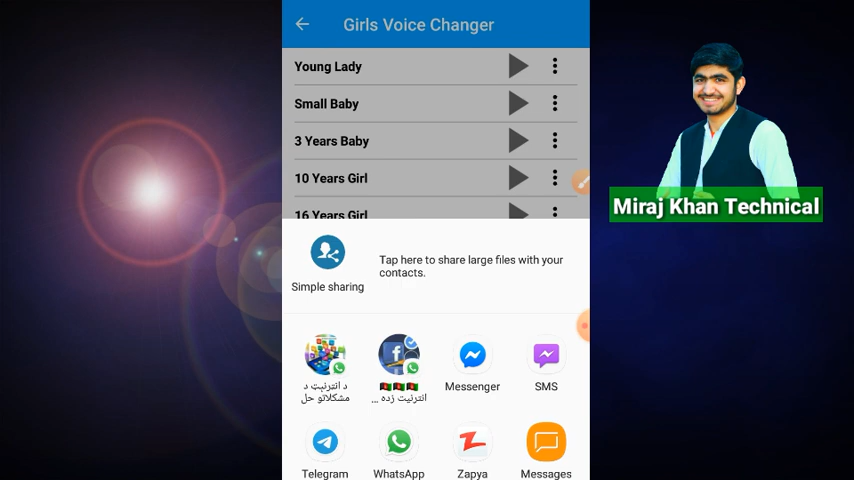 Girls Voice Changer
Young Lady
Small Baby
3 Years Baby
10 Years Girl
16 Years Girl
Miraj Khan Technical
Simple sharing
Tap here to share large files with your
contacts.
د انټرنېټ د
مشکلاتو حل
🇦🇫🇦🇫🇦🇫
انترنیت زده ...
Messenger
SMS
Telegram
WhatsApp
Zapya
Messages